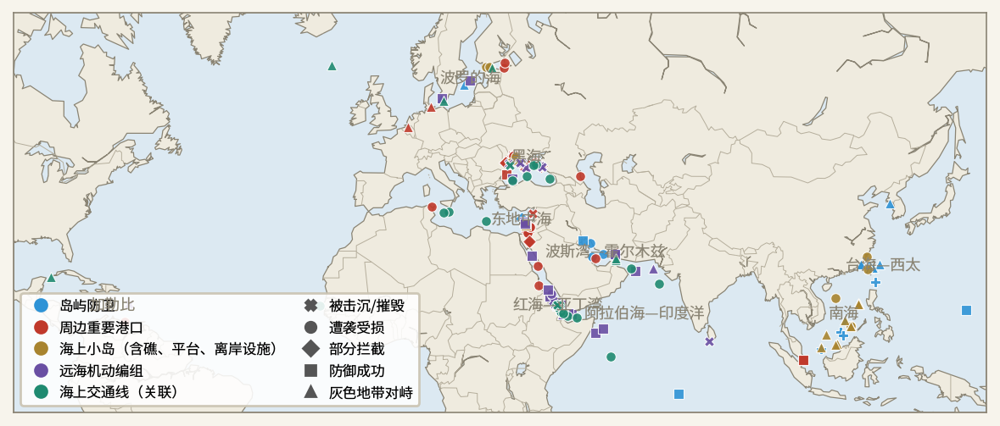 波罗的海
黑海
东地中海
波斯湾—霍尔木兹
台海—西太
红海—亚丁湾
阿拉伯海—印度洋
南海
加勒比
岛屿防卫
周边重要港口
海上小岛（含礁、平台、离岸设施）
远海机动编组
海上交通线（关联）
被击沉/摧毁
遭袭受损
部分拦截
防御成功
灰色地带对峙